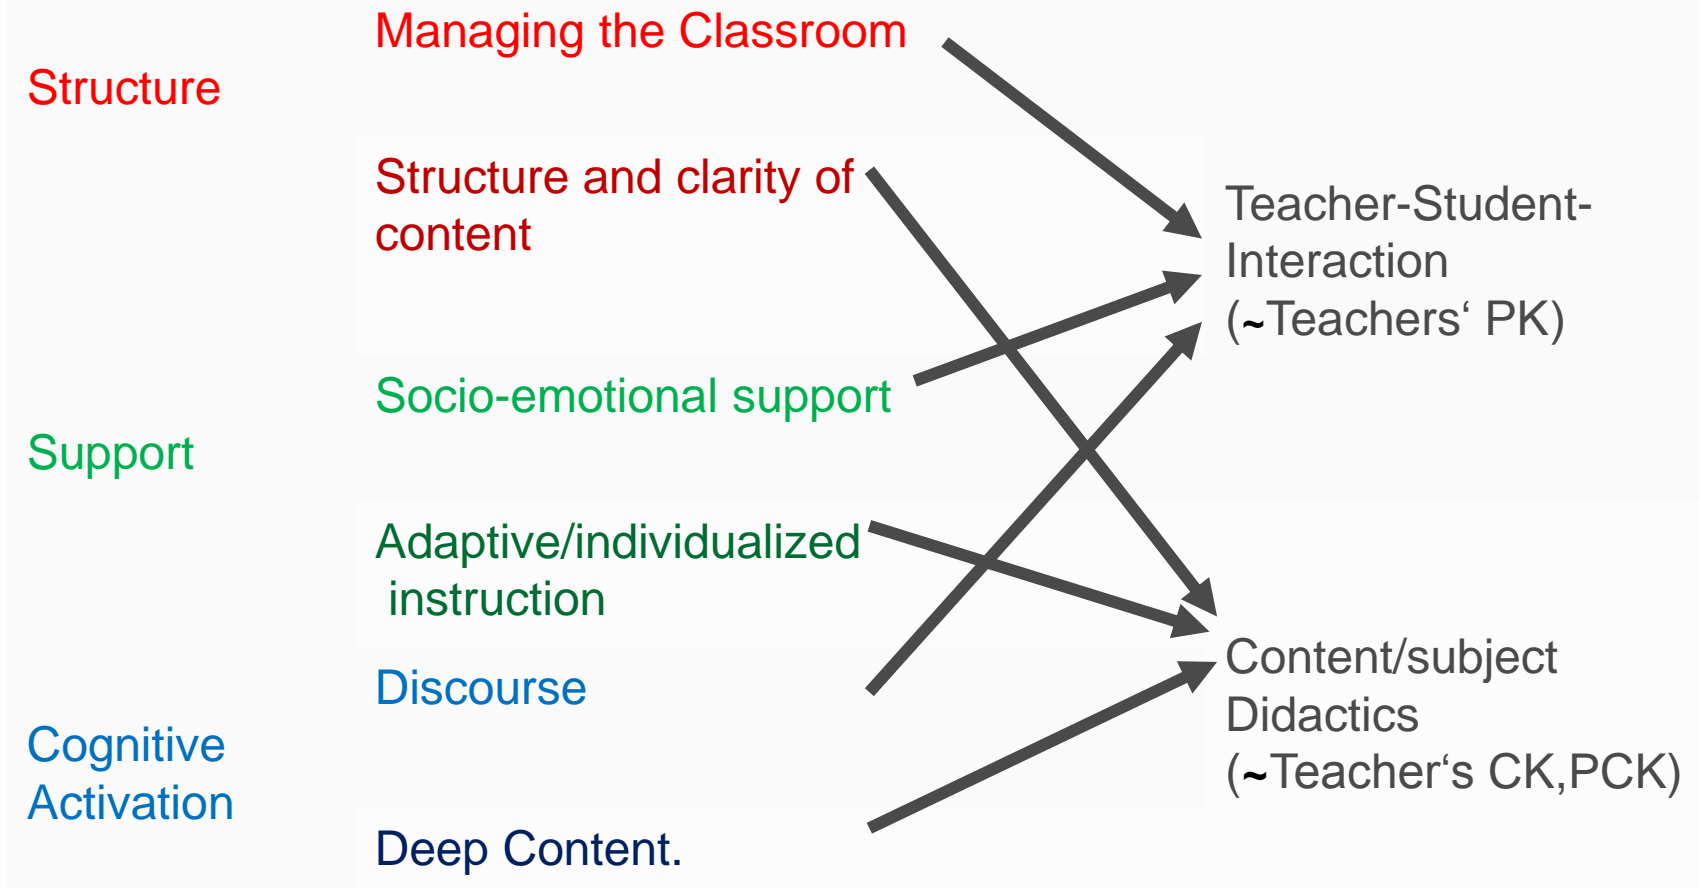 Managing the Classroom
Structure
Structure and clarity of
content
Socio-emotional support
Support
Adaptive/individualized
instruction
Discourse
Cognitive
Activation
Deep Content.
Teacher-Student-
Interaction
(~Teachers‘ PK)
Content/subject
Didactics
(~Teacher‘s CK,PCK)